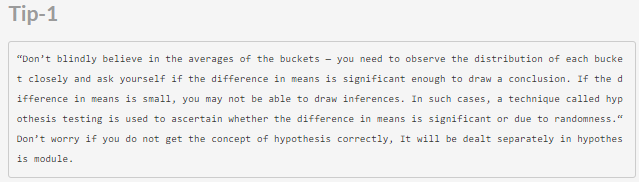 Tip-1
“Don’t blindly believe in the averages of the buckets — you need to observe the distribution of each bucke
t closely and ask yourself if the difference in means is significant enough to draw a conclusion. If the d
ifference in means is small, you may not be able to draw inferences. In such cases, a technique called hyp
othesis testing is used to ascertain whether the difference in means is significant or due to randomness.“
Don’t worry if you do not get the concept of hypothesis correctly, It will be dealt separately in hypothes
is module.